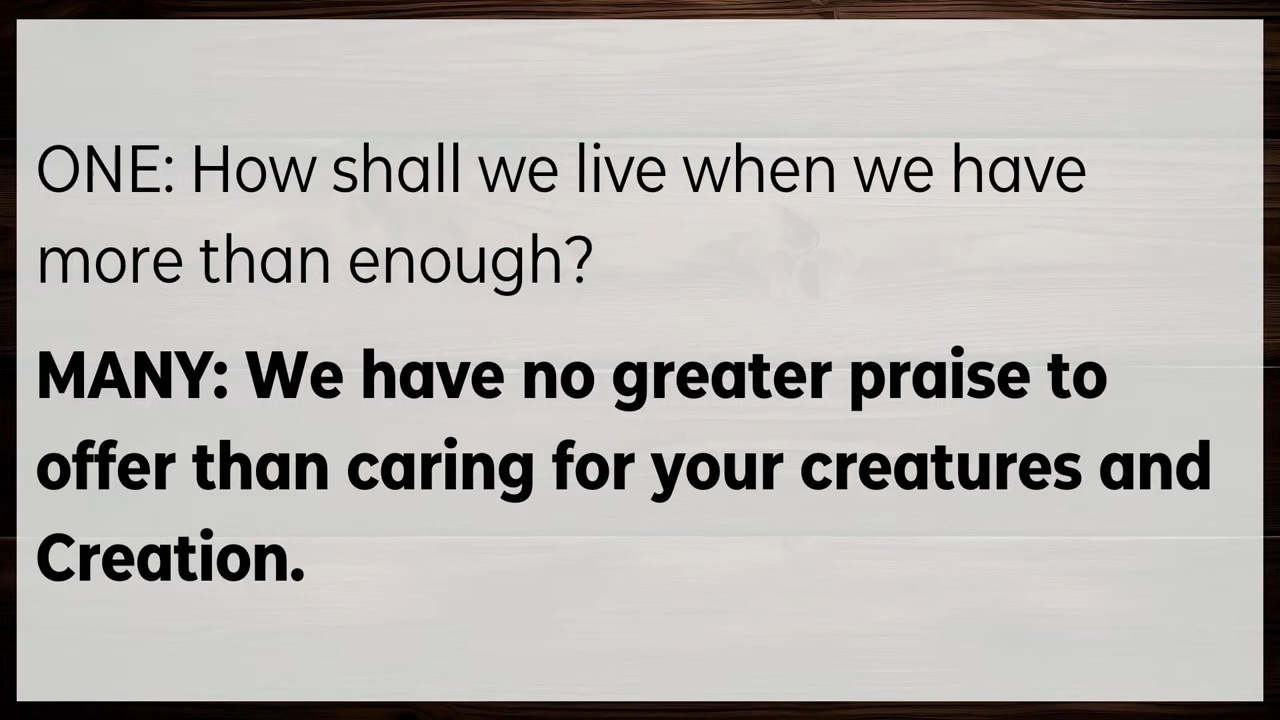 ONE: How shall we live when we have
more than enough?
MANY: We have no greater praise to
offer than caring for your creatures and
Creation.